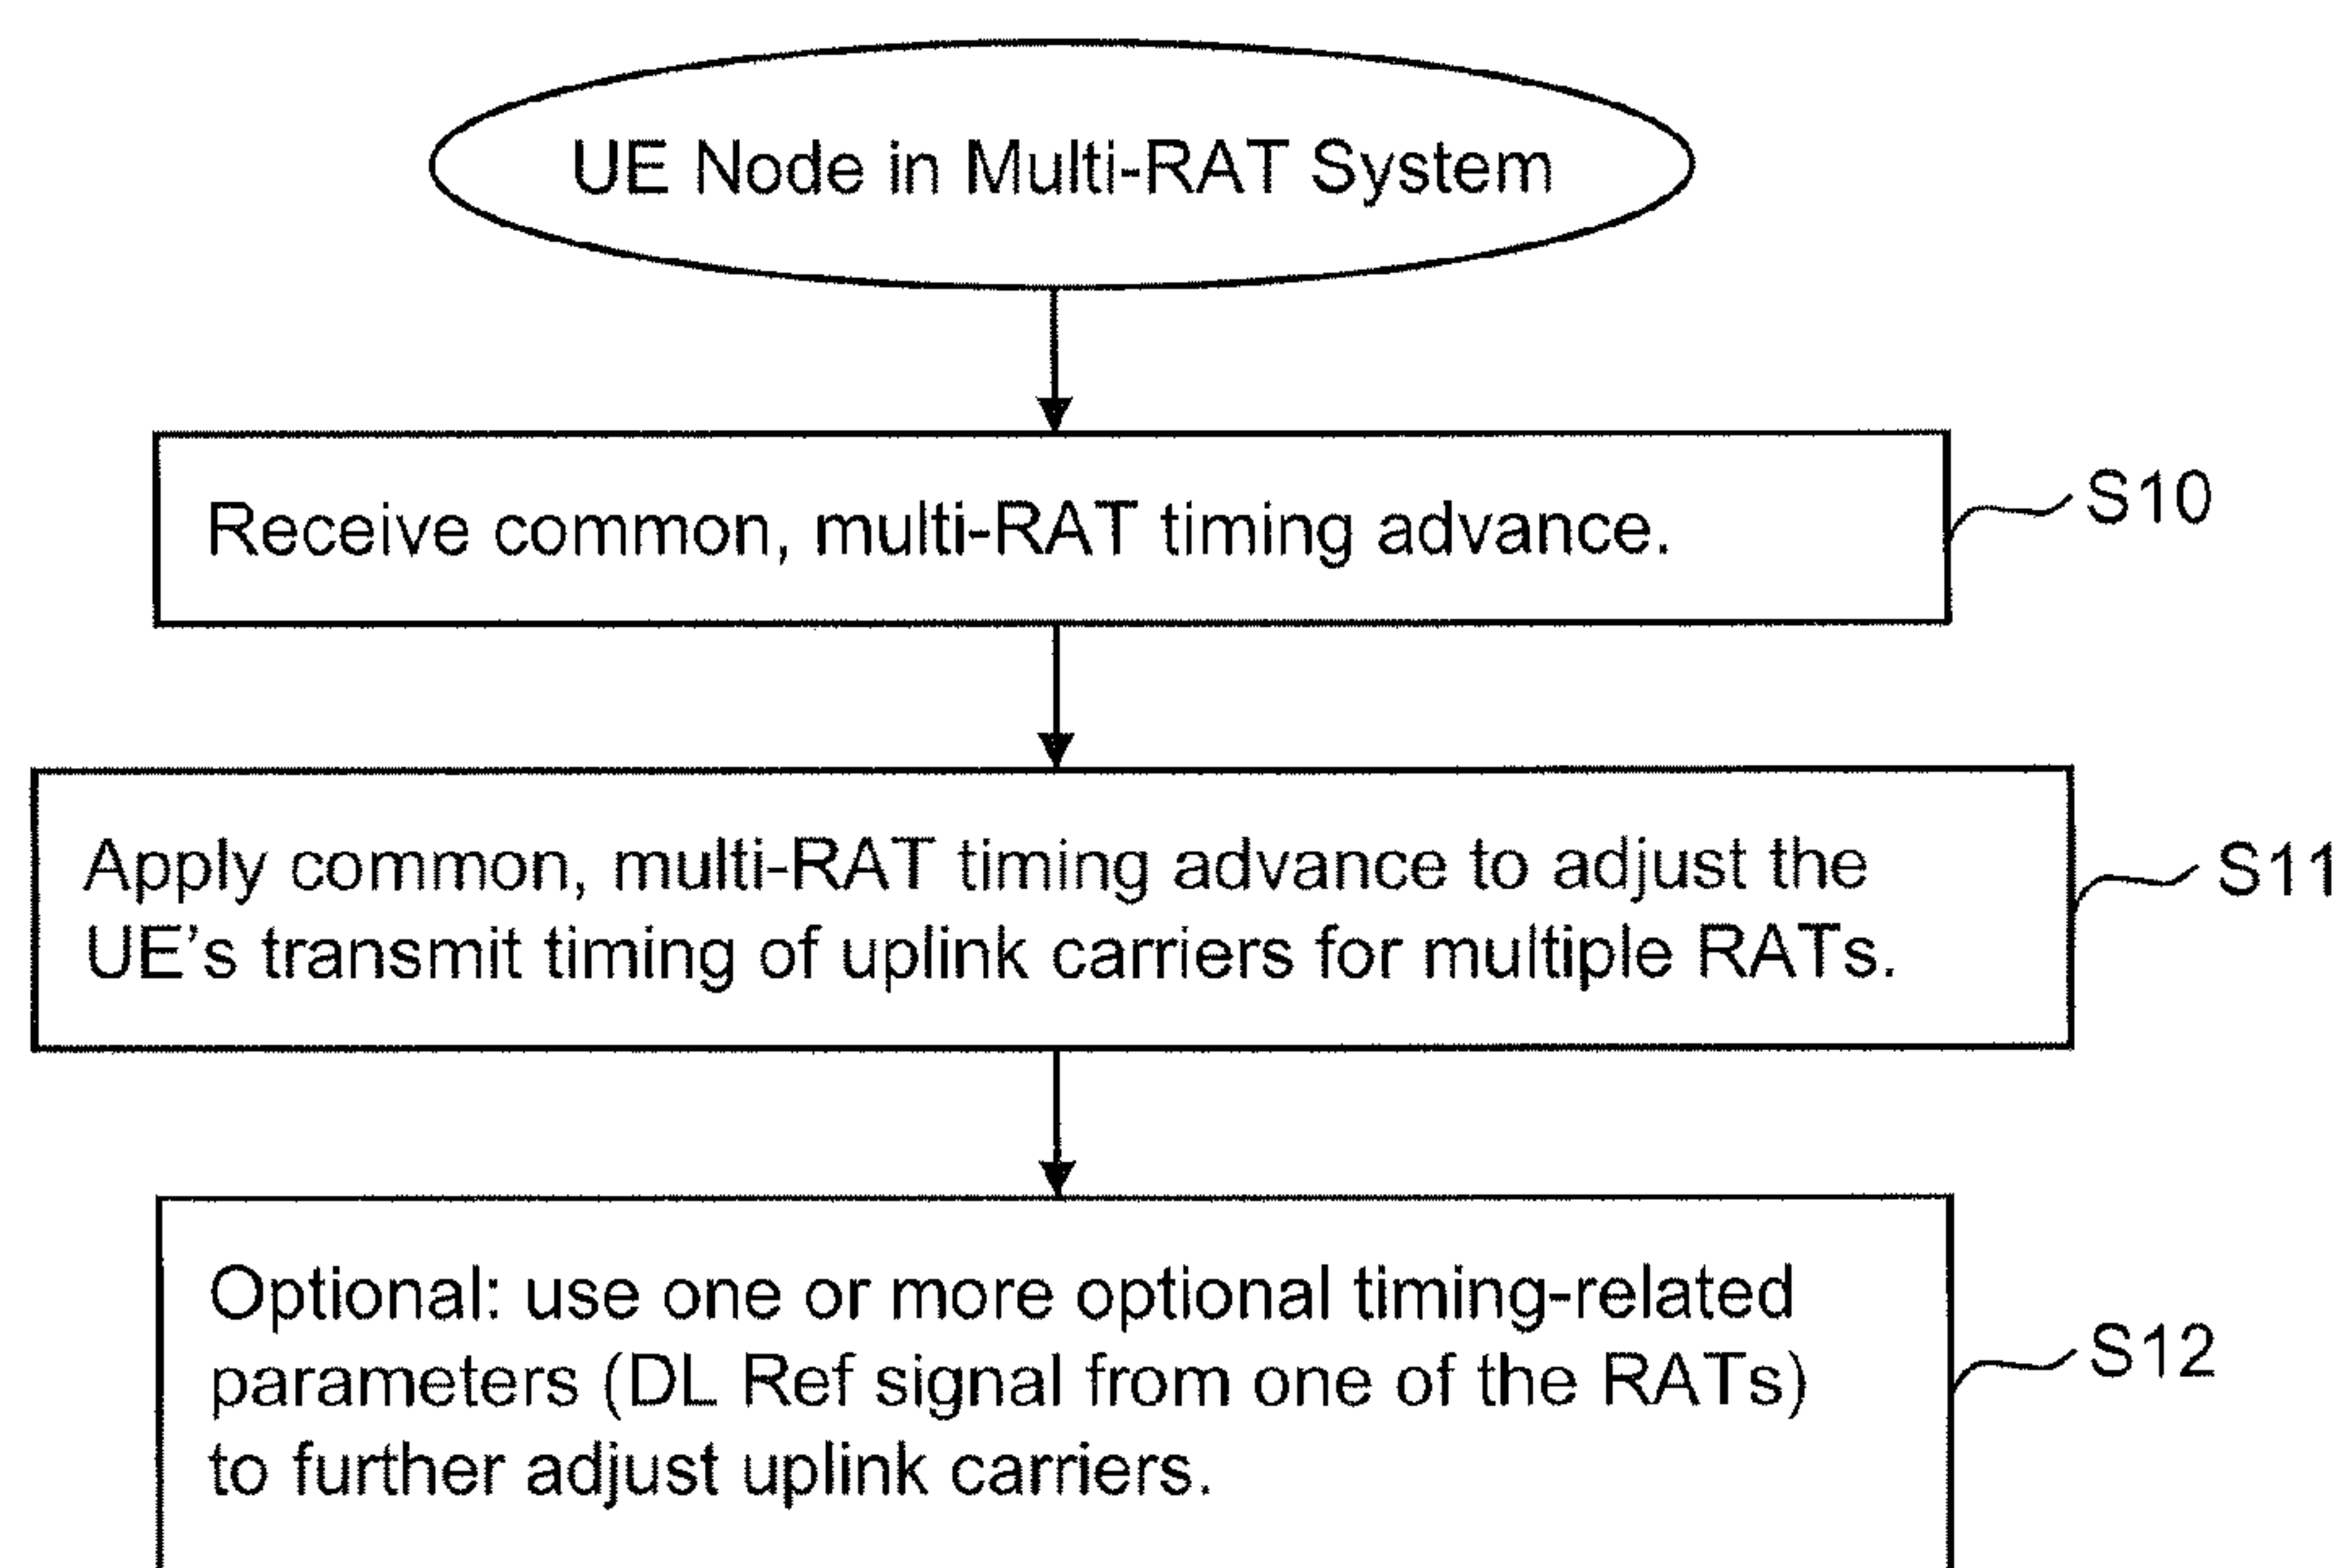 UE Node in Multi-RAT System
Receive common, multi-RAT timing advance.
S10
Apply common, multi-RAT timing advance to adjust the
UE's transmit timing of uplink carriers for multiple RATs.
S11
Optional: use one or more optional timing-related
parameters (DL Ref signal from one of the RATs)
to further adjust uplink carriers.
S12